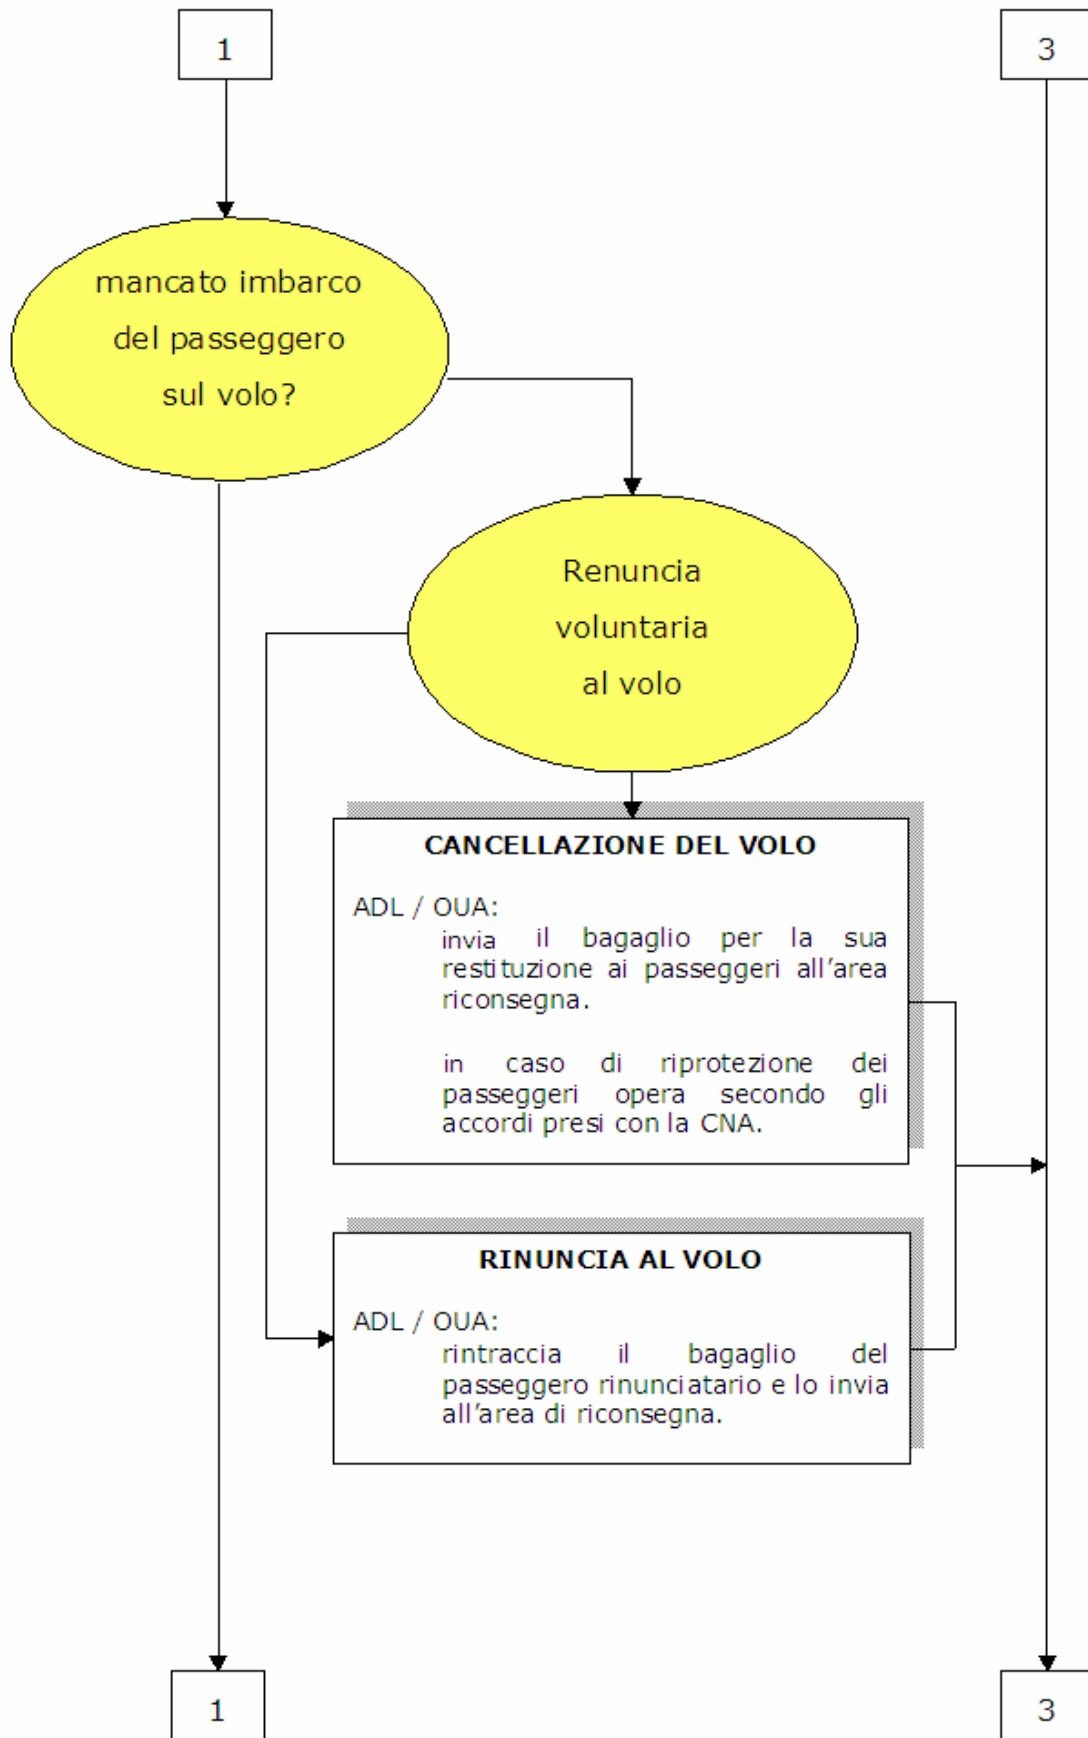 1
3
mancato imbarco
del passeggero
sul volo?
Renuncia
voluntaria
al volo
CANCELLAZIONE DEL VOLO
ADL / OUA:
invia il bagaglio per la sua
restituzione ai passeggeri all'area
riconsegna.
in caso di riprotezione dei
passeggeri opera secondo gli
accordi presi con la CNA.
RINUNCIA AL VOLO
ADL / OUA:
rintraccia il bagaglio del
passeggero rinunciatario e lo invia
all'area di riconsegna.
1
3